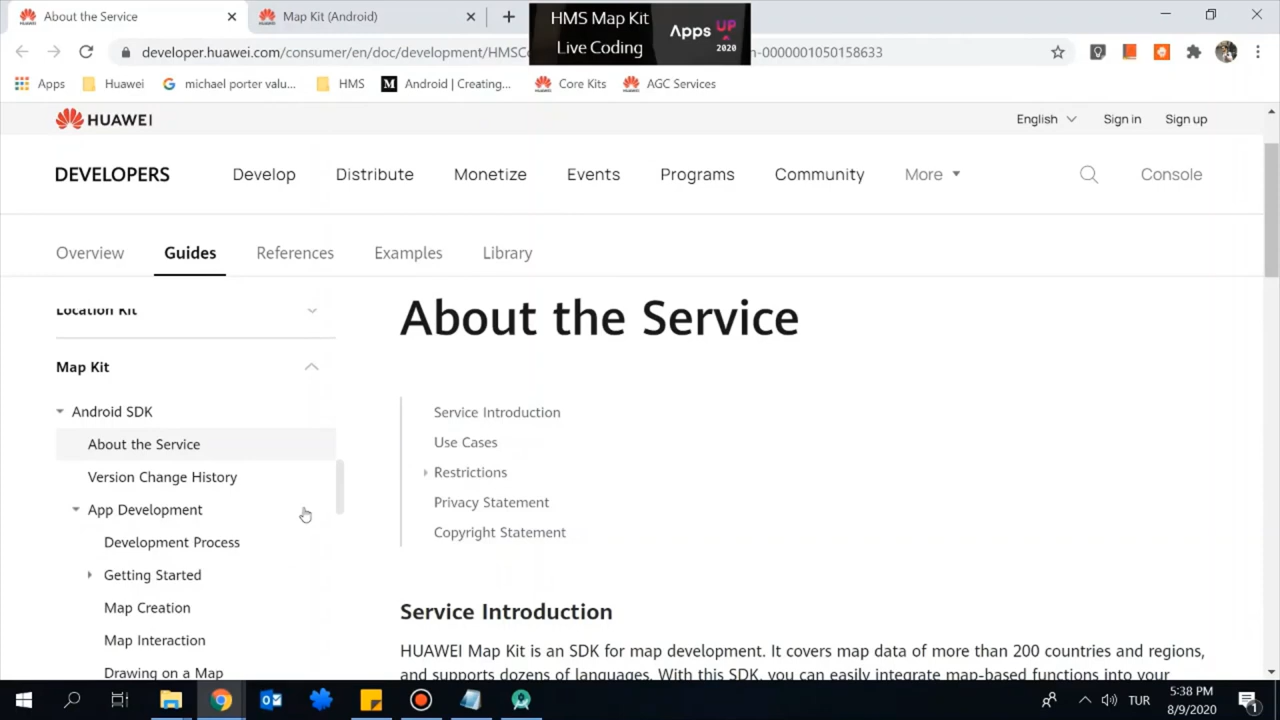 About the Service
Map Kit (Android)
HMS Map Kit
Live Coding
Apps UP
2020
developer.huawei.com/consumer/en/doc/development/HMSCo
n-0000001050158633
Apps
Huawei
michael porter valu...
HMS
Android | Creating...
Core Kits
AGC Services
HUAWEI
English
Sign in
Sign up
DEVELOPERS
Develop
Distribute
Monetize
Events
Programs
Community
More
Console
Overview
Guides
References
Examples
Library
Location Kit
Map Kit
Android SDK
About the Service
Version Change History
App Development
Development Process
Getting Started
Map Creation
Map Interaction
Drawing on a Map
About the Service
Service Introduction
Use Cases
Restrictions
Privacy Statement
Copyright Statement
Service Introduction
HUAWEI Map Kit is an SDK for map development. It covers map data of more than 200 countries and regions,
and supports dozens of languages. With this SDK, you can easily integrate map-based functions into your
TUR
5:38 PM
8/9/2020
1